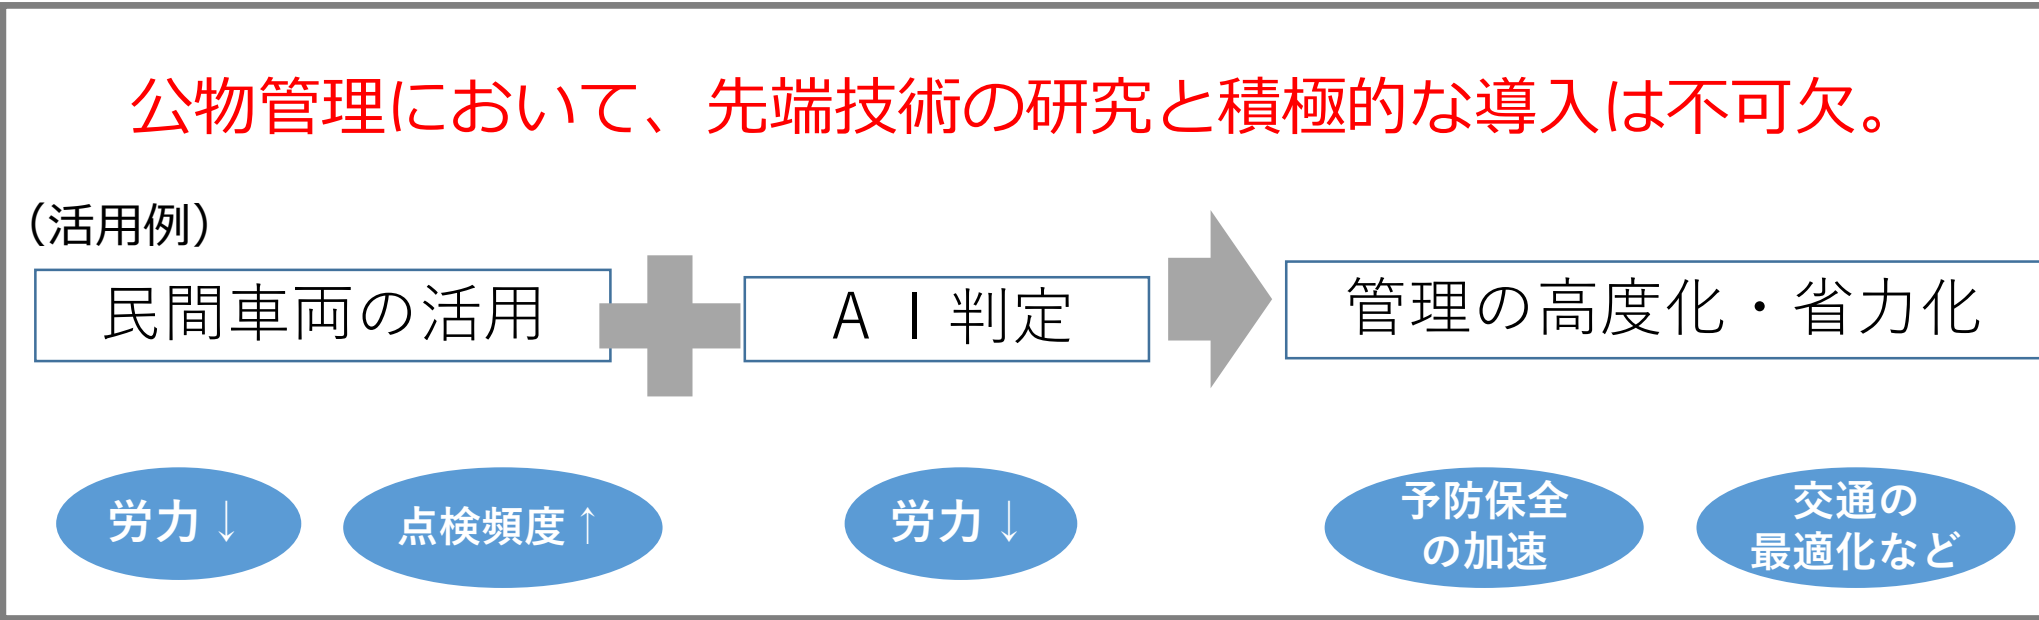 公物管理において、先端技術の研究と積極的な導入は不可欠。
（活用例）
民間車両の活用
ＡＩ判定
管理の高度化・省力化
労力↓
点検頻度↑
労力↓
予防保全
の加速
交通の
最適化など